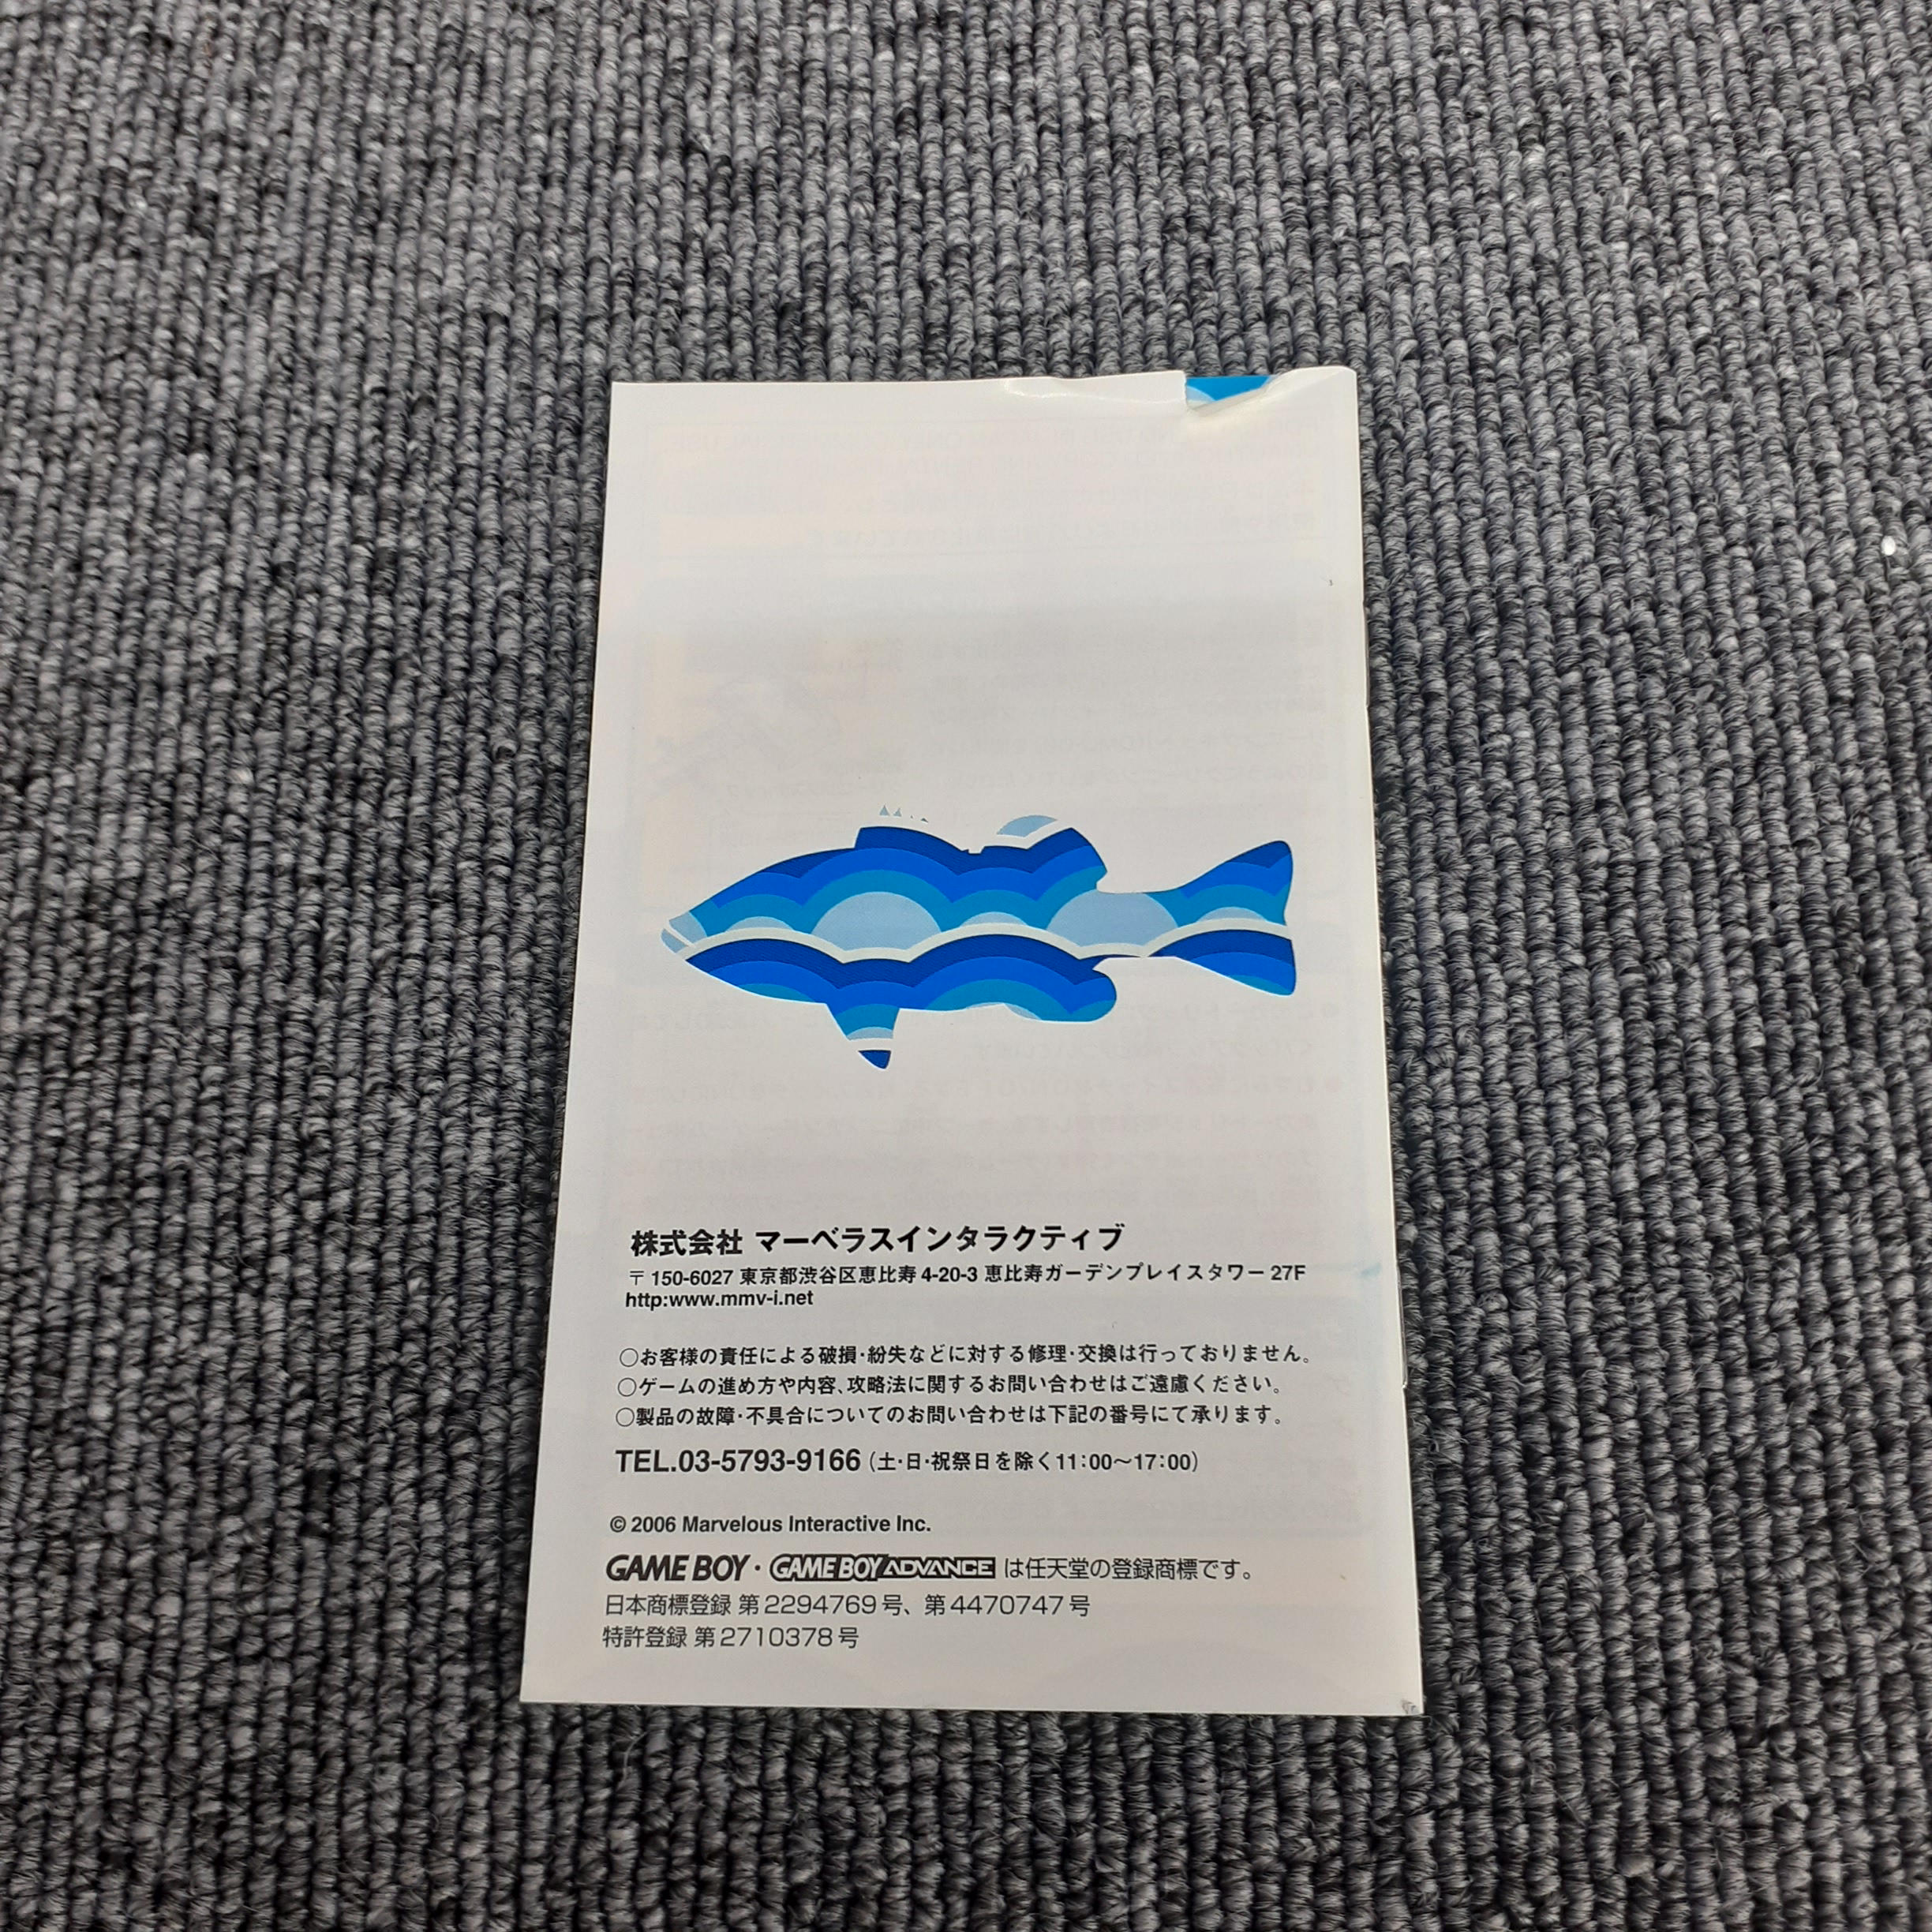 株式会社 マーベラスインタラクティブ
〒150-6027 東京都渋谷区恵比寿 4-20-3 恵比寿ガーデンプレイスタワー 27F
http:www.mmv-i.net
○お客様の責任による破損・紛失などに対する修理・交換は行っておりません。
○ゲームの進め方や内容、攻略法に関するお問い合わせはご遠慮ください。
○製品の故障・不具合についてのお問い合わせは下記の番号にて承ります。
TEL.03-5793-9166 (土・日・祝祭日を除く11:00〜17:00)
© 2006 Marvelous Interactive Inc.
GAME BOY・GAME BOY ADVANCE は任天堂の登録商標です。
日本商標登録 第2294769号、第4470747号
特許登録 第2710378号